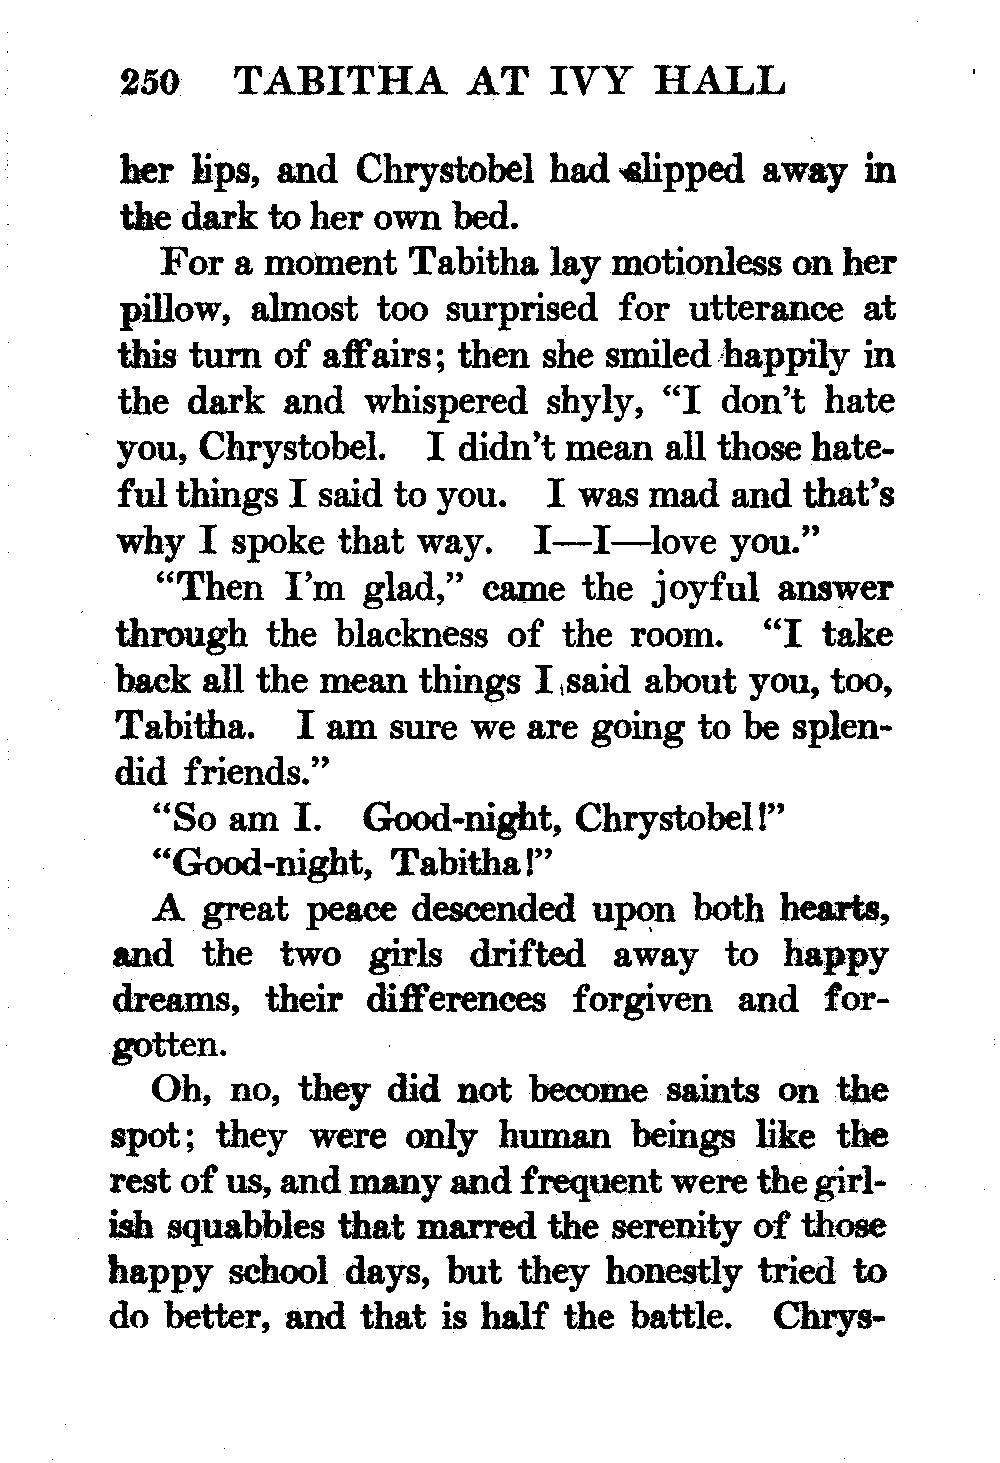 250 TABITHA AT IVY HALL
her lips, and Chrystobel had slipped away in
the dark to her own bed.
For a moment Tabitha lay motionless on her
pillow, almost too surprised for utterance at
this turn of affairs; then she smiled happily in
the dark and whispered shyly, “I don’t hate
you, Chrystobel. I didn’t mean all those hate-
ful things I said to you. I was mad and that’s
why I spoke that way. I—I—love you.”
“Then I’m glad,” came the joyful answer
through the blackness of the room. “I take
back all the mean things I said about you, too,
Tabitha. I am sure we are going to be splen-
did friends.”
“So am I. Good-night, Chrystobel!”
“Good-night, Tabitha!”
A great peace descended upon both hearts,
and the two girls drifted away to happy
dreams, their differences forgiven and for-
gotten.
Oh, no, they did not become saints on the
spot; they were only human beings like the
rest of us, and many and frequent were the girl-
ish squabbles that marred the serenity of those
happy school days, but they honestly tried to
do better, and that is half the battle. Chrys-